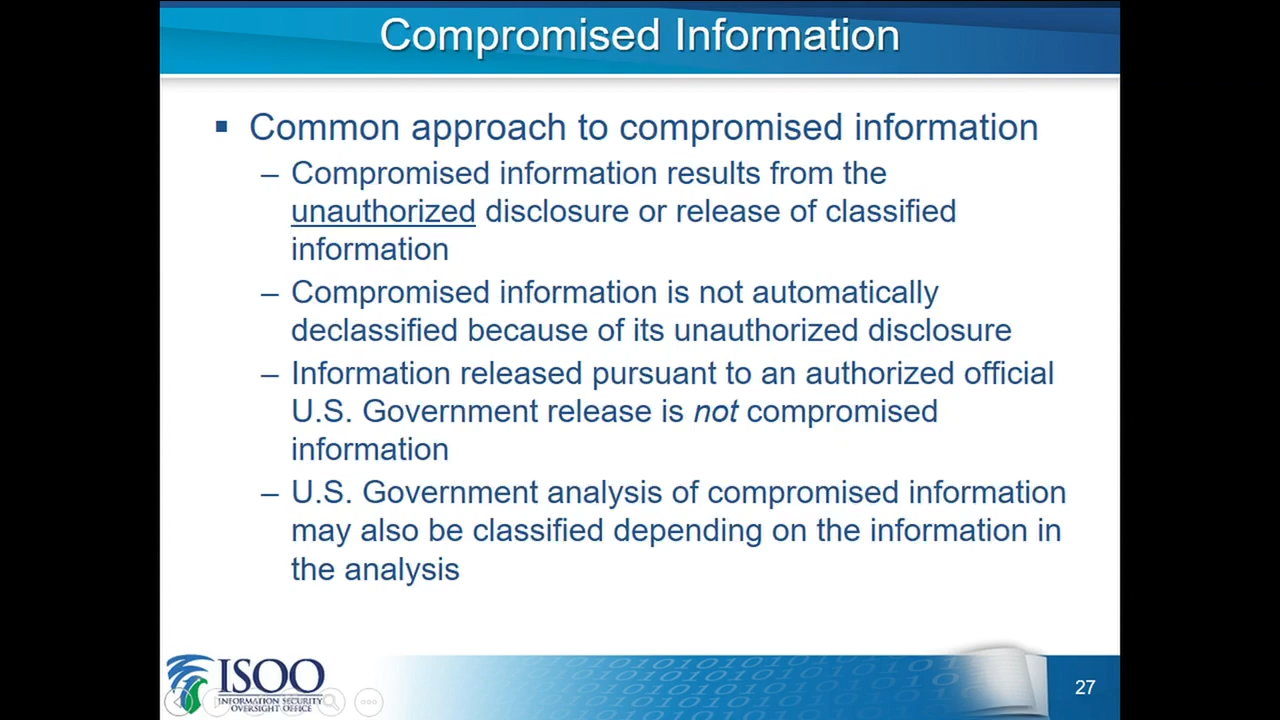 Compromised Information
▪ Common approach to compromised information
– Compromised information results from the
unauthorized disclosure or release of classified
information
– Compromised information is not automatically
declassified because of its unauthorized disclosure
– Information released pursuant to an authorized official
U.S. Government release is not compromised
information
– U.S. Government analysis of compromised information
may also be classified depending on the information in
the analysis
ISOO
INFORMATION SECURITY
OVERSIGHT OFFICE
27